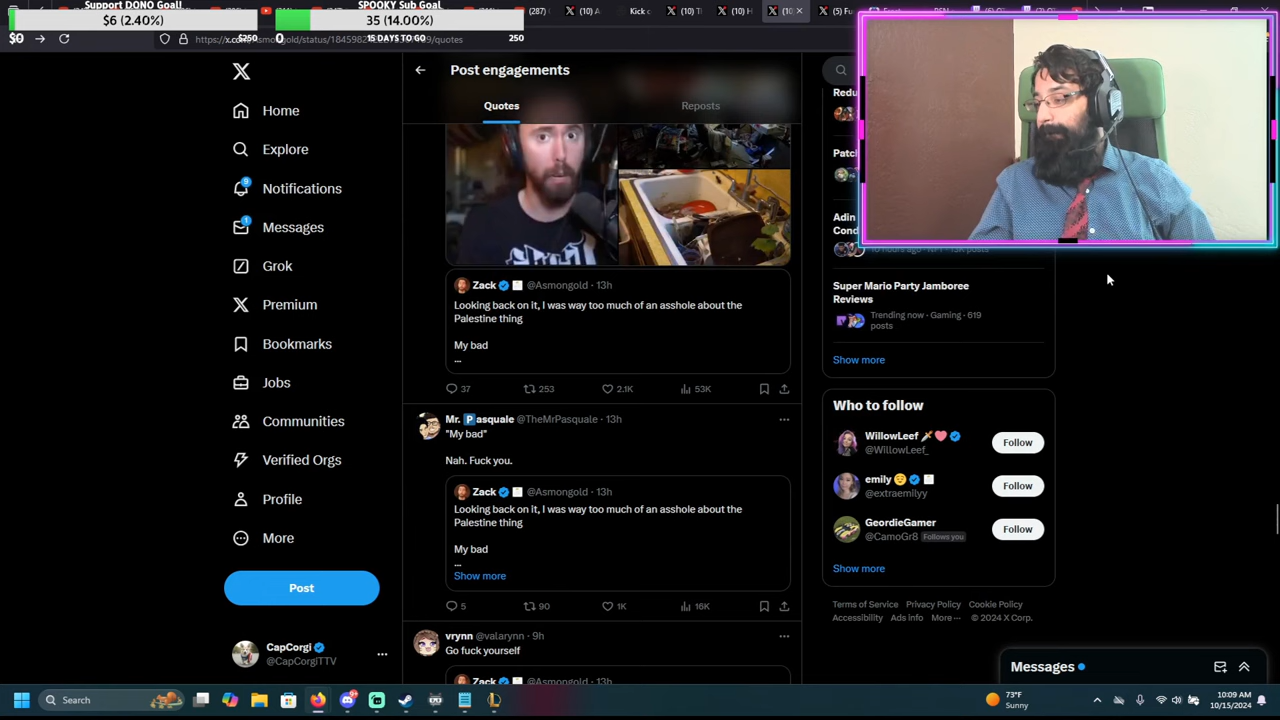 Support DONO Goal!
$6 (2.40%)
$0
$250
SPOOKY Sub Goal
35 (14.00%)
0
15 DAYS TO GO
250
Kick
Post engagements
Quotes
Reposts
Home
Explore
9
Notifications
1
Messages
Grok
Premium
Bookmarks
Jobs
Communities
Verified Orgs
Profile
More
Post
CapCorgi
@CapCorgiTTV
Zack @Asmongold · 13h
Looking back on it, I was way too much of an asshole about the
Palestine thing
My bad
...
37
253
2.1K
53K
Mr. Pasquale @TheMrPasquale · 13h
"My bad"
Nah. Fuck you.
Zack @Asmongold · 13h
Looking back on it, I was way too much of an asshole about the
Palestine thing
My bad
...
Show more
5
90
1K
16K
vrynn @valarynn · 9h
Go fuck yourself
Zack @Asmongold · 13h
Redu
Patch
Adin
Cond
Super Mario Party Jamboree
Reviews
Trending now · Gaming · 619
posts
Show more
Who to follow
WillowLeef
@WillowLeef_
Follow
emily
@extraemilyy
Follow
GeordieGamer
@CamoGr8 Follows you
Follow
Show more
Terms of Service Privacy Policy Cookie Policy
Accessibility Ads info More ··· © 2024 X Corp.
Messages
Search
73°F
Sunny
10:09 AM
10/15/2024